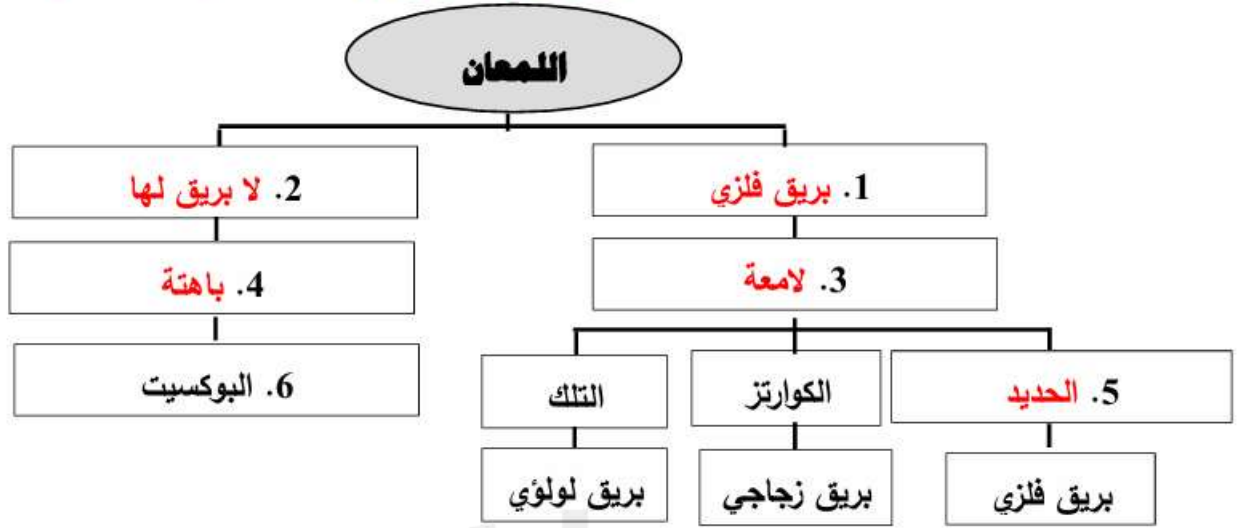 اللمعان
1. بريق فلزي
2. لا بريق لها
3. لامعة
4. باهتة
5. الحديد
الكوارتز
التلك
6. البوكسيت
بريق فلزي
بريق زجاجي
بريق لولؤي